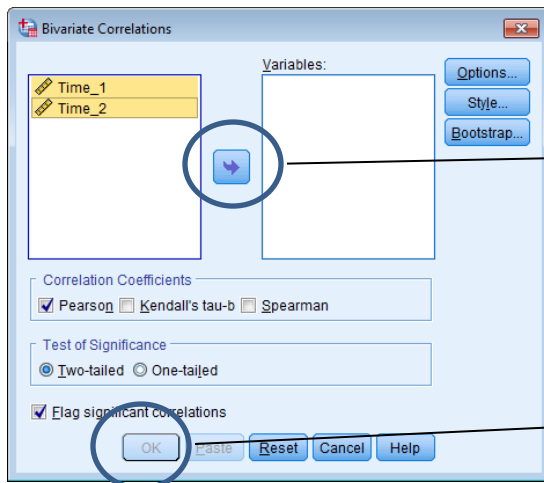 Bivariate Correlations
Variables:
Time_1
Time_2
Options...
Style...
Bootstrap...
Correlation Coefficients
Pearson Kendall's tau-b Spearman
Test of Significance
Two-tailed One-tailed
Flag significant correlations
OK Paste Reset Cancel Help